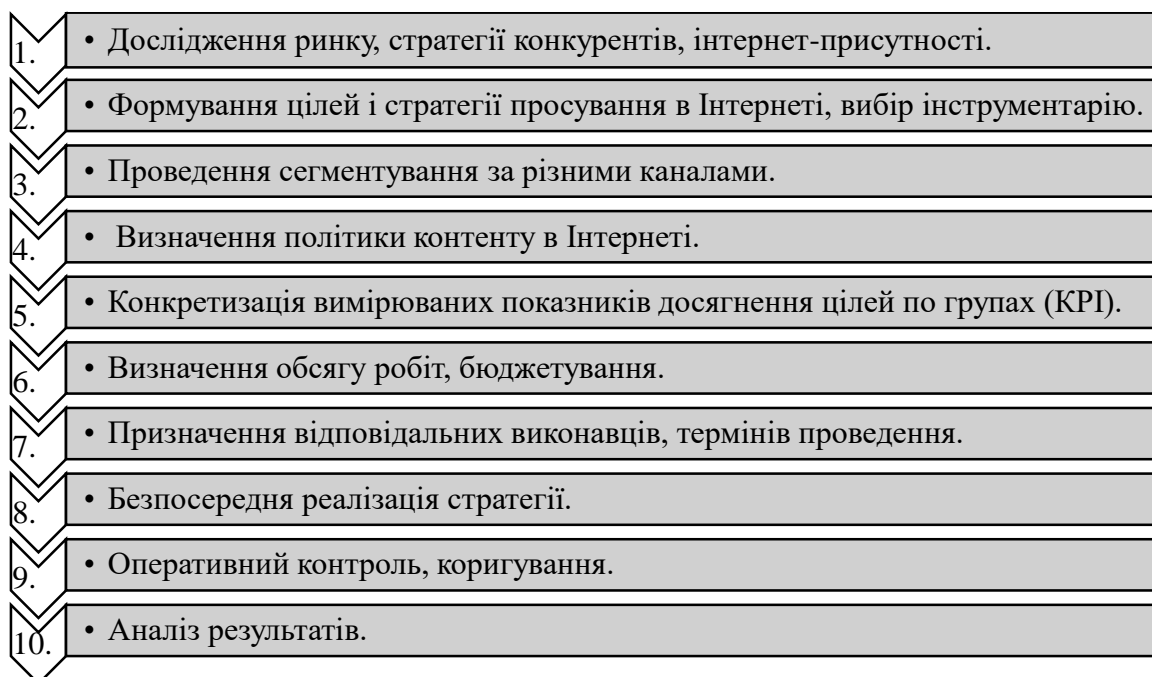 1. • Дослідження ринку, стратегії конкурентів, інтернет-присутності.
2. • Формування цілей і стратегії просування в Інтернеті, вибір інструментарію.
3. • Проведення сегментування за різними каналами.
4. • Визначення політики контенту в Інтернеті.
5. • Конкретизація вимірюваних показників досягнення цілей по групах (KPI).
6. • Визначення обсягу робіт, бюджетування.
7. • Призначення відповідальних виконавців, термінів проведення.
8. • Безпосередня реалізація стратегії.
9. • Оперативний контроль, коригування.
10. • Аналіз результатів.